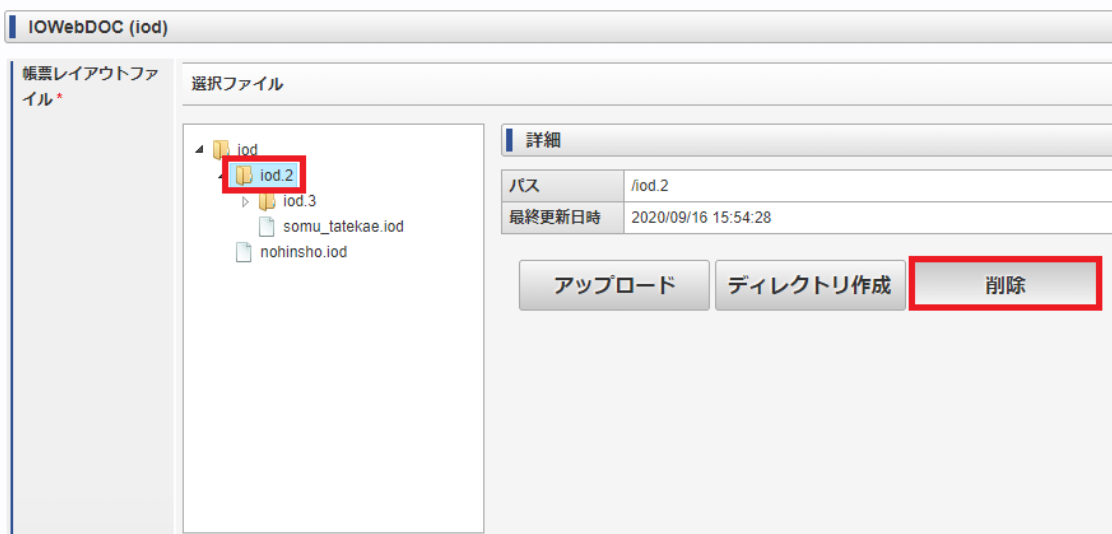 IOWebDOC (iod)
帳票レイアウトファ
イル*
選択ファイル
iod
iod.2
iod.3
somu_tatekae.iod
nohinsho.iod
詳細
パス /iod.2
最終更新日時 2020/09/16 15:54:28
アップロード ディレクトリ作成 削除